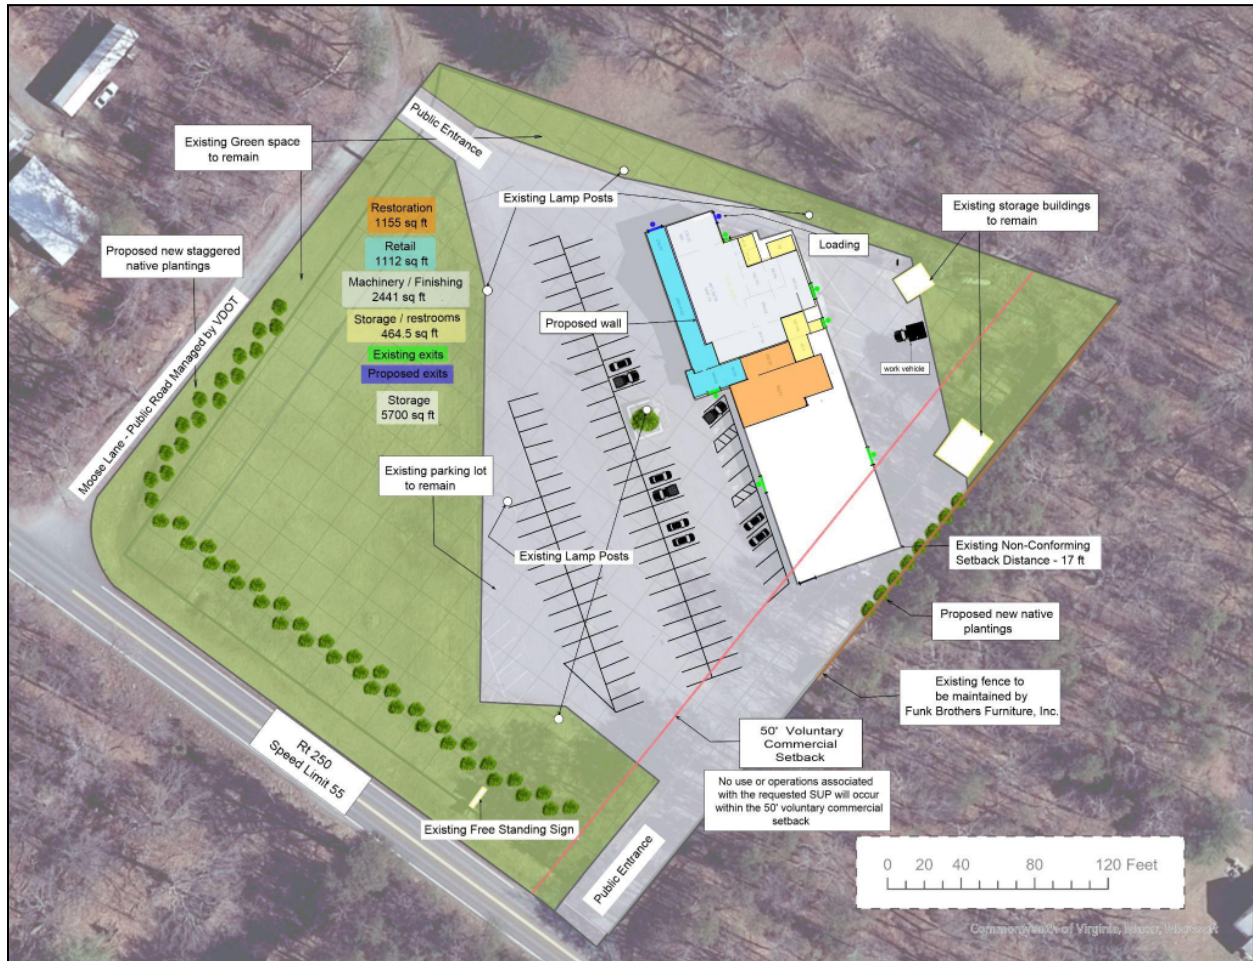 Public Entrance
Existing Green space
to remain
Existing Lamp Posts
Restoration
1155 sq ft
Retail
1112 sq ft
Machinery / Finishing
2441 sq ft
Storage / restrooms
464.5 sq ft
Existing exits
Proposed exits
Storage
5700 sq ft
Existing storage buildings
to remain
Loading
Proposed new staggered
native plantings
Moose Lane - Public Road Managed by VDOT
Proposed wall
work vehicle
Existing parking lot
to remain
Existing Lamp Posts
Existing Non-Conforming
Setback Distance - 17 ft
Proposed new native
plantings
Existing fence to
be maintained by
Funk Brothers Furniture, Inc.
50' Voluntary
Commercial
Setback
No use or operations associated
with the requested SUP will occur
within the 50' voluntary commercial
setback
Rt 250
Speed Limit 55
Existing Free Standing Sign
Public Entrance
0 20 40 80 120 Feet
Commonwealth of Virginia,